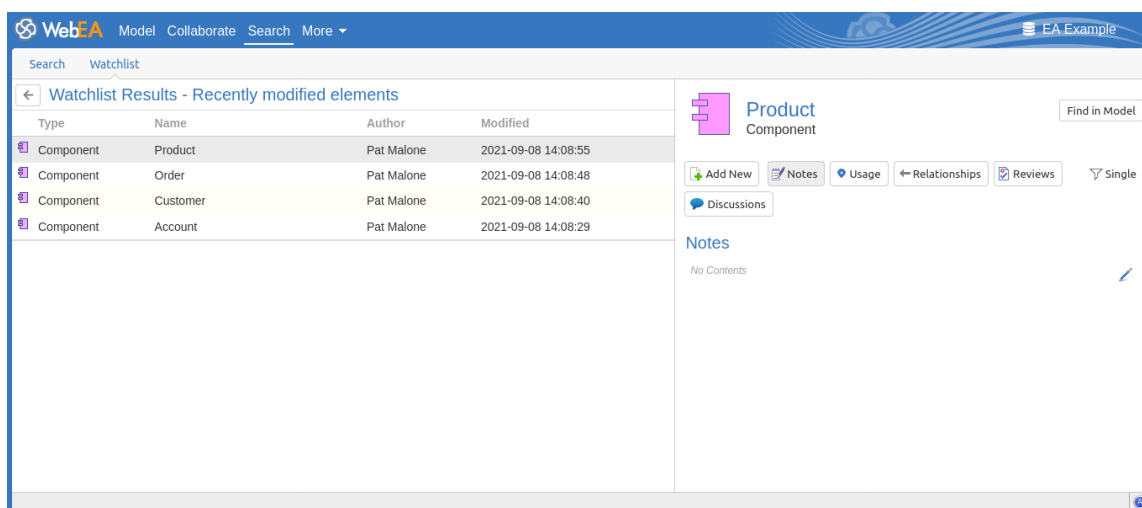 WebEA Model Collaborate Search More EA Example
Search Watchlist
Watchlist Results - Recently modified elements
Type Name Author Modified
Component Product Pat Malone 2021-09-08 14:08:55
Component Order Pat Malone 2021-09-08 14:08:48
Component Customer Pat Malone 2021-09-08 14:08:40
Component Account Pat Malone 2021-09-08 14:08:29
Product
Component
Find in Model
Add New Notes Usage Relationships Reviews Single
Discussions
Notes
No Contents